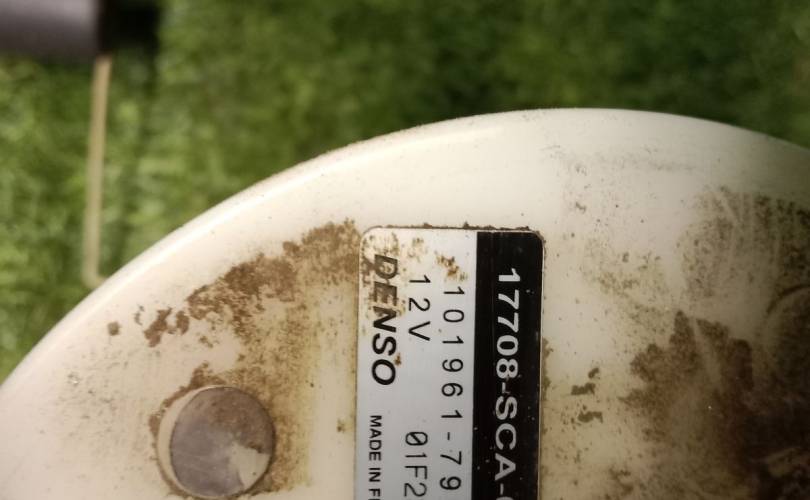 17708-SCA-
101961-79
12V 01F2
DENSO MADE IN